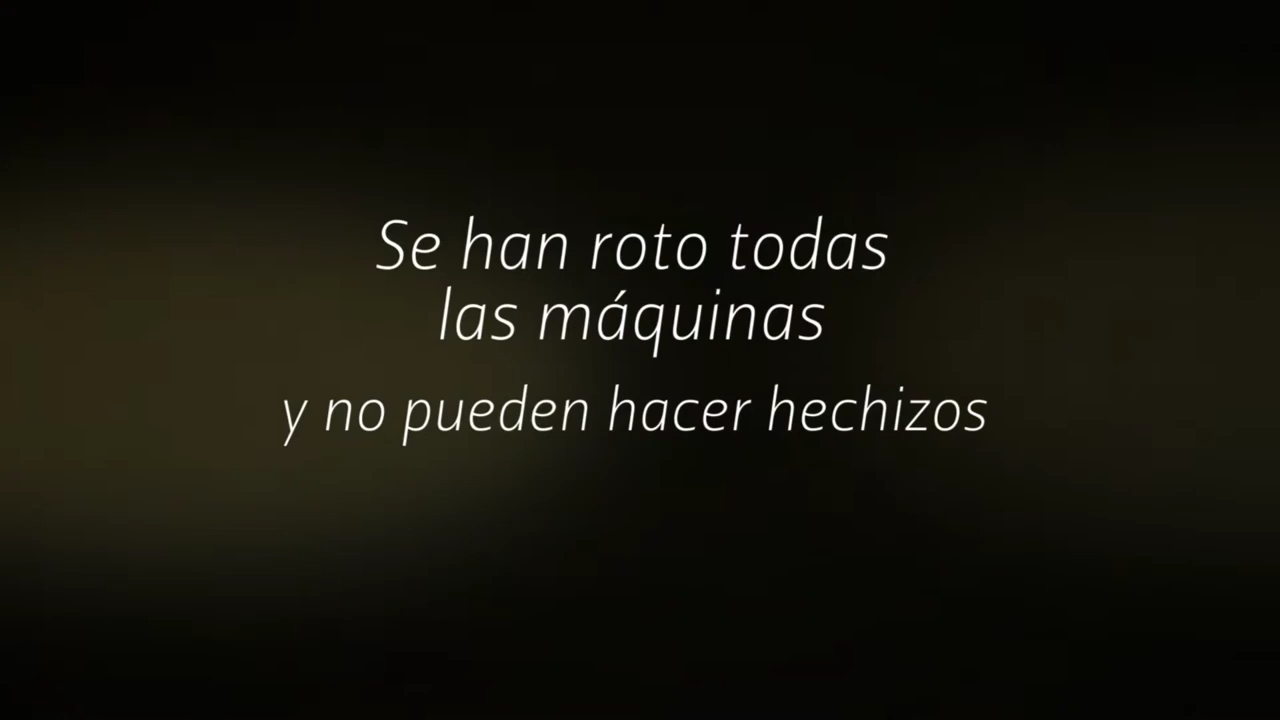 Se han roto todas
las máquinas
y no pueden hacer hechizos